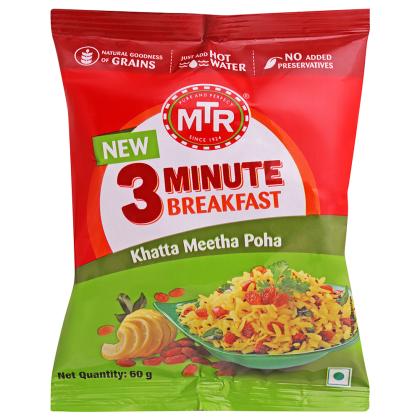 NATURAL GOODNESS
OF GRAINS
JUST ADD HOT
WATER
NO ADDED
PRESERVATIVES
PURE AND PERFECT
MTR
®
SINCE 1924
NEW
3 MINUTE
BREAKFAST
Khatta Meetha Poha
Net Quantity: 60 g